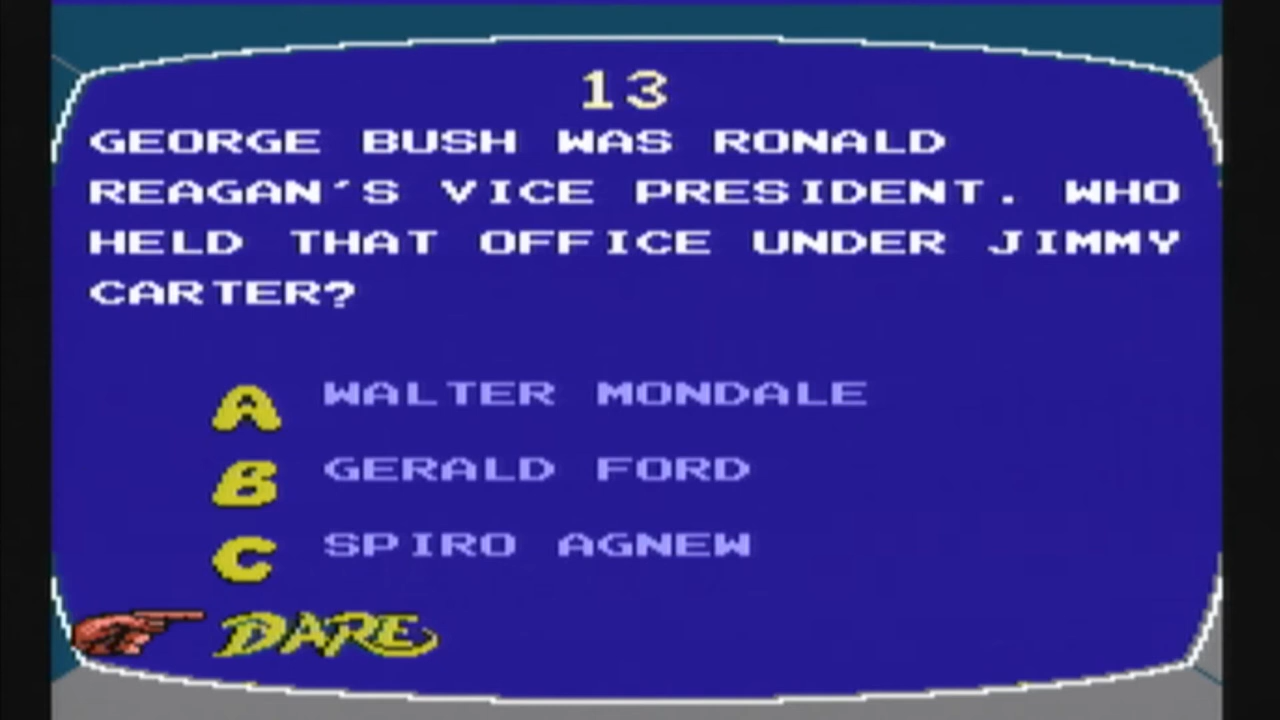 13
GEORGE BUSH WAS RONALD
REAGAN'S VICE PRESIDENT. WHO
HELD THAT OFFICE UNDER JIMMY
CARTER?
A WALTER MONDALE
B GERALD FORD
C SPIRO AGNEW
DARE